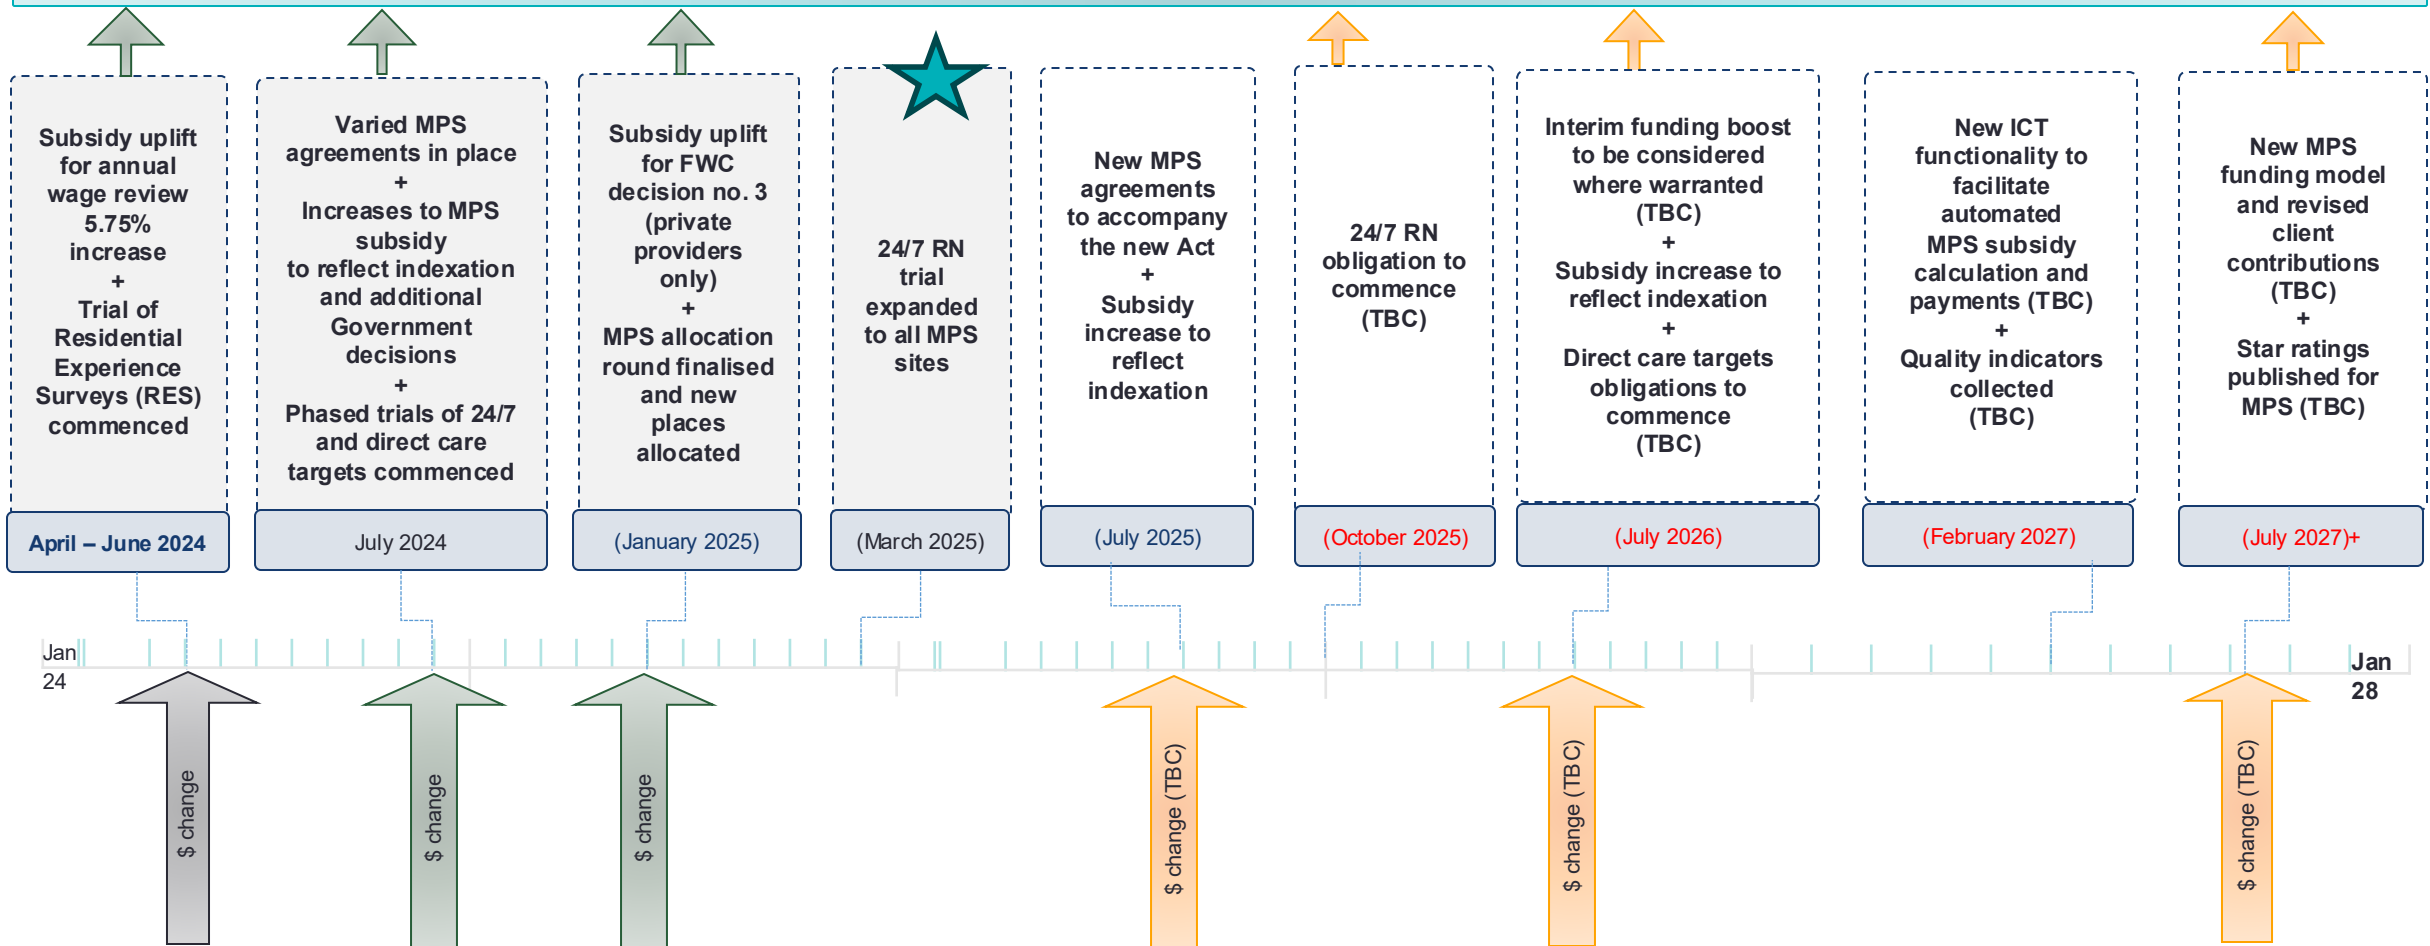 Subsidy uplift
for annual
wage review
5.75%
increase
+
Trial of
Residential
Experience
Surveys (RES)
commenced
April – June 2024
Varied MPS
agreements in place
+
Increases to MPS
subsidy
to reflect indexation
and additional
Government
decisions
+
Phased trials of 24/7
and direct care
targets commenced
July 2024
Subsidy uplift
for FWC
decision no. 3
(private
providers
only)
+
MPS allocation
round finalised
and new
places
allocated
(January 2025)
24/7 RN
trial
expanded
to all MPS
sites
(March 2025)
New MPS
agreements
to accompany
the new Act
+
Subsidy
increase to
reflect
indexation
(July 2025)
24/7 RN
obligation to
commence
(TBC)
(October 2025)
Interim funding boost
to be considered
where warranted
(TBC)
+
Subsidy increase to
reflect indexation
+
Direct care targets
obligations to
commence
(TBC)
(July 2026)
New ICT
functionality to
facilitate
automated
MPS subsidy
calculation and
payments (TBC)
+
Quality indicators
collected
(TBC)
(February 2027)
New MPS
funding model
and revised
client
contributions
(TBC)
+
Star ratings
published for
MPS (TBC)
(July 2027)+
Jan
24
Jan
28
$ change
$ change
$ change
$ change (TBC)
$ change (TBC)
$ change (TBC)